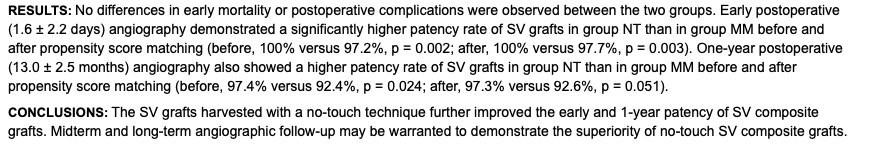 RESULTS: No differences in early mortality or postoperative complications were observed between the two groups. Early postoperative
(1.6 ± 2.2 days) angiography demonstrated a significantly higher patency rate of SV grafts in group NT than in group MM before and
after propensity score matching (before, 100% versus 97.2%, p = 0.002; after, 100% versus 97.7%, p = 0.003). One-year postoperative
(13.0 ± 2.5 months) angiography also showed a higher patency rate of SV grafts in group NT than in group MM before and after
propensity score matching (before, 97.4% versus 92.4%, p = 0.024; after, 97.3% versus 92.6%, p = 0.051).
CONCLUSIONS: The SV grafts harvested with a no-touch technique further improved the early and 1-year patency of SV composite
grafts. Midterm and long-term angiographic follow-up may be warranted to demonstrate the superiority of no-touch SV composite grafts.